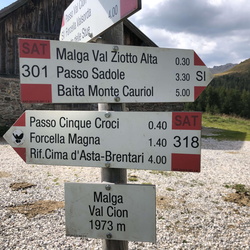 SAT
301
Malga Val Ziotto Alta 0.30
Passo Sadole 3.30
Baita Monte Cauriol 5.00
SI
Passo Cinque Croci 0.40
Forcella Magna 1.40
Rif.Cima d'Asta-Brentari 4.00
SAT
318
Malga
Val Cion
1973 m